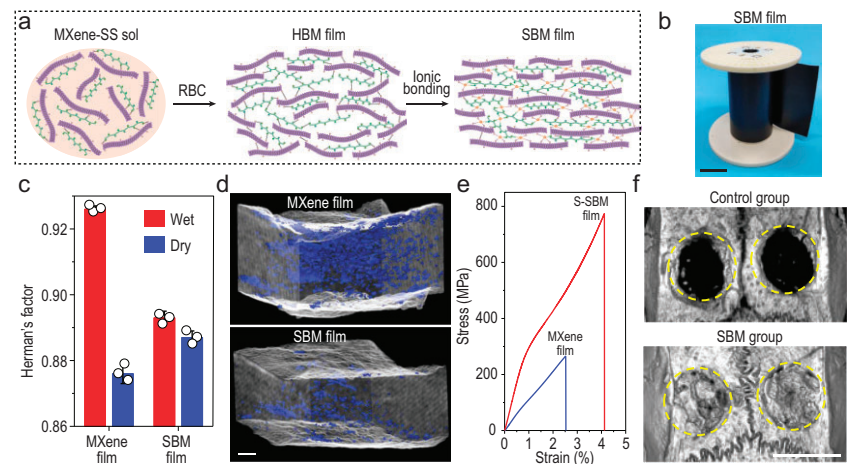 a
MXene-SS sol
RBC
HBM film
Ionic
bonding
SBM film
b
SBM film
c
Herman's factor
0.92
0.90
0.88
0.86
Wet
Dry
MXene
film
SBM
film
d
MXene film
SBM film
e
Stress (MPa)
800
600
400
200
0
S-SBM
film
MXene
film
0 1 2 3 4 5
Strain (%)
f
Control group
SBM group